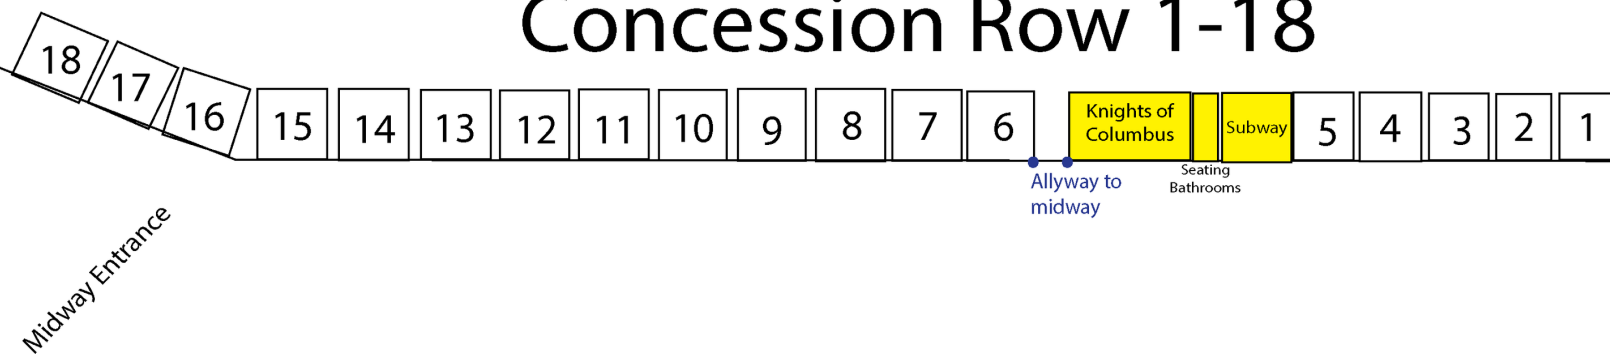 Concession Row 1-18
18
17
16
15
14
13
12
11
10
9
8
7
6
Knights of
Columbus
Subway
5
4
3
2
1
Seating
Bathrooms
Allyway to
midway
Midway Entrance